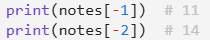 print(notes[-1])  # 11
print(notes[-2])  # 14